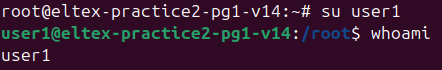 root@eltex-practice2-pg1-v14:~# su user1
user1@eltex-practice2-pg1-v14:/root$ whoami
user1